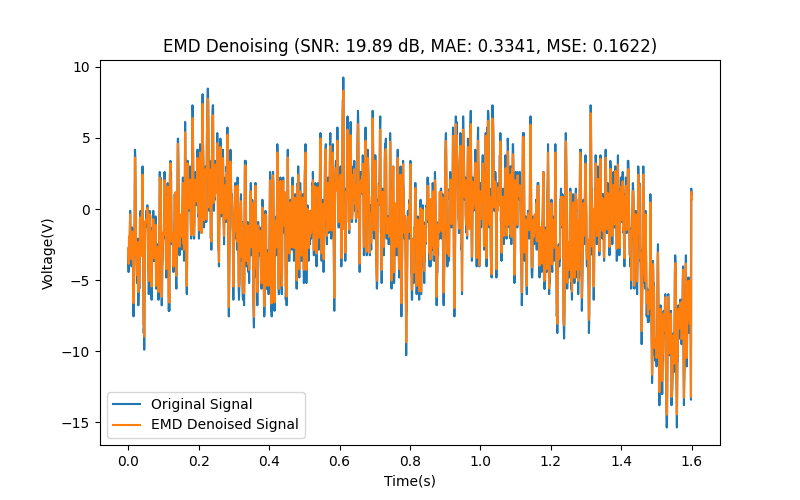 EMD Denoising (SNR: 19.89 dB, MAE: 0.3341, MSE: 0.1622)
10
5
0
−5
−10
−15
Voltage(V)
Original Signal
EMD Denoised Signal
0.0 0.2 0.4 0.6 0.8 1.0 1.2 1.4 1.6
Time(s)